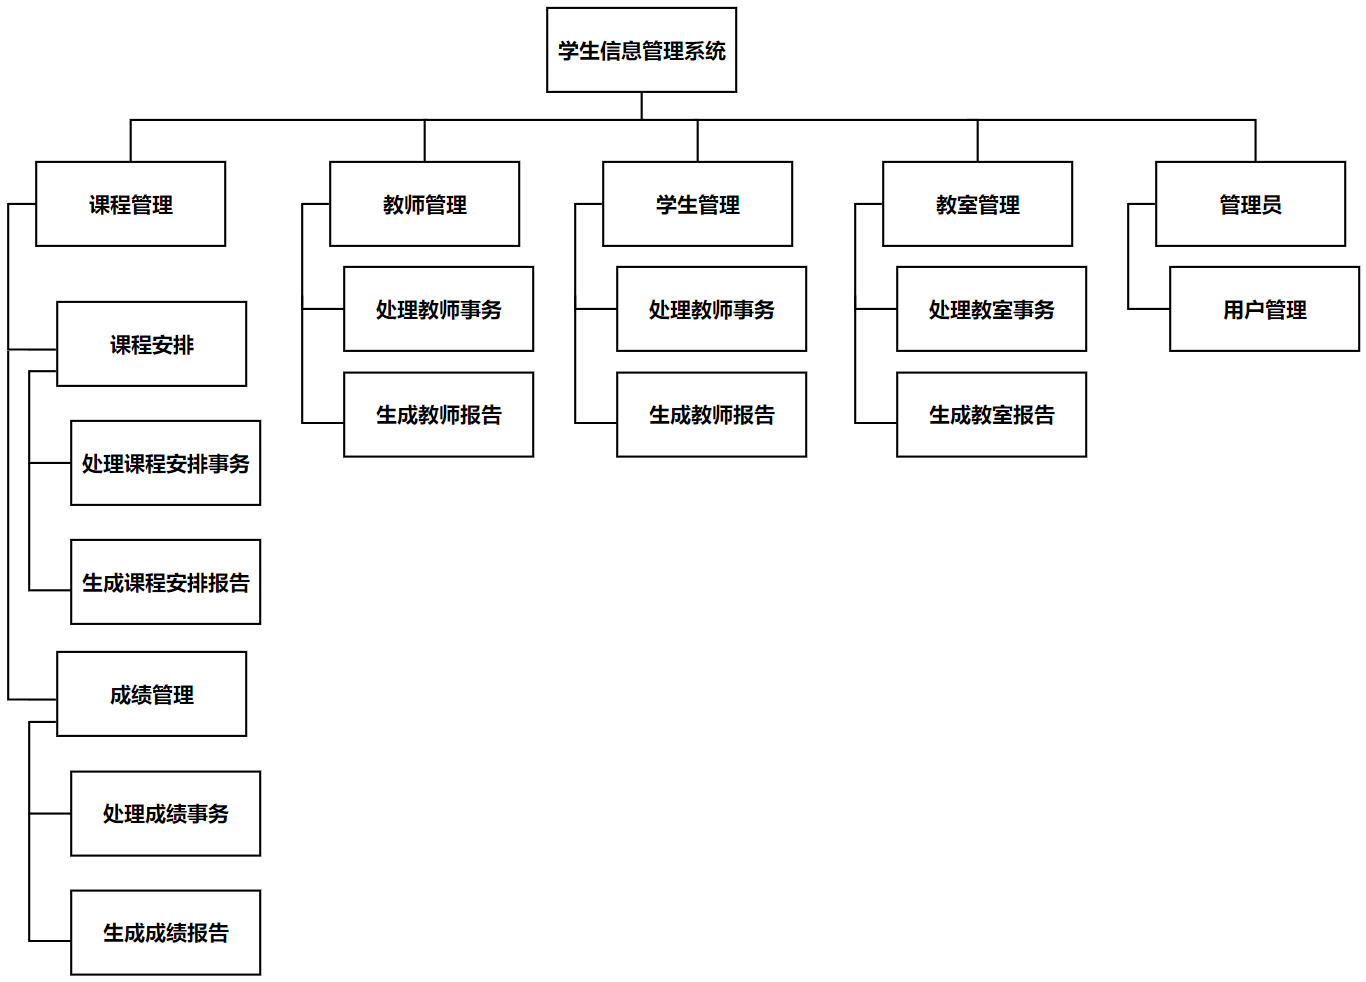 学生信息管理系统
课程管理
教师管理
学生管理
教室管理
管理员
处理教师事务
处理教师事务
处理教室事务
用户管理
课程安排
生成教师报告
生成教师报告
生成教室报告
处理课程安排事务
生成课程安排报告
成绩管理
处理成绩事务
生成成绩报告